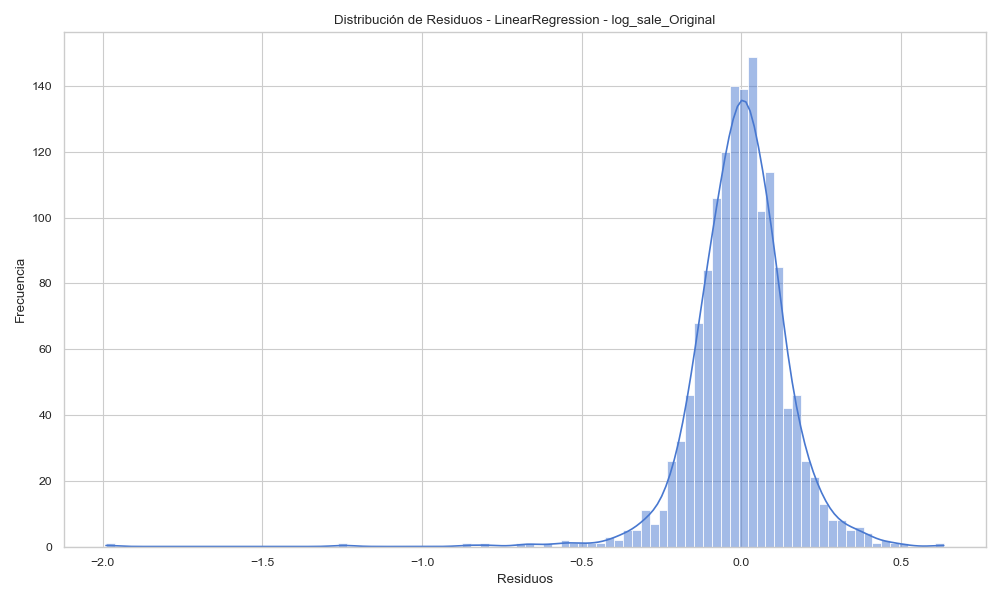 Distribución de Residuos - LinearRegression - log_sale_Original
140
120
100
80
60
40
20
0
Frecuencia
−2.0 −1.5 −1.0 −0.5 0.0 0.5
Residuos